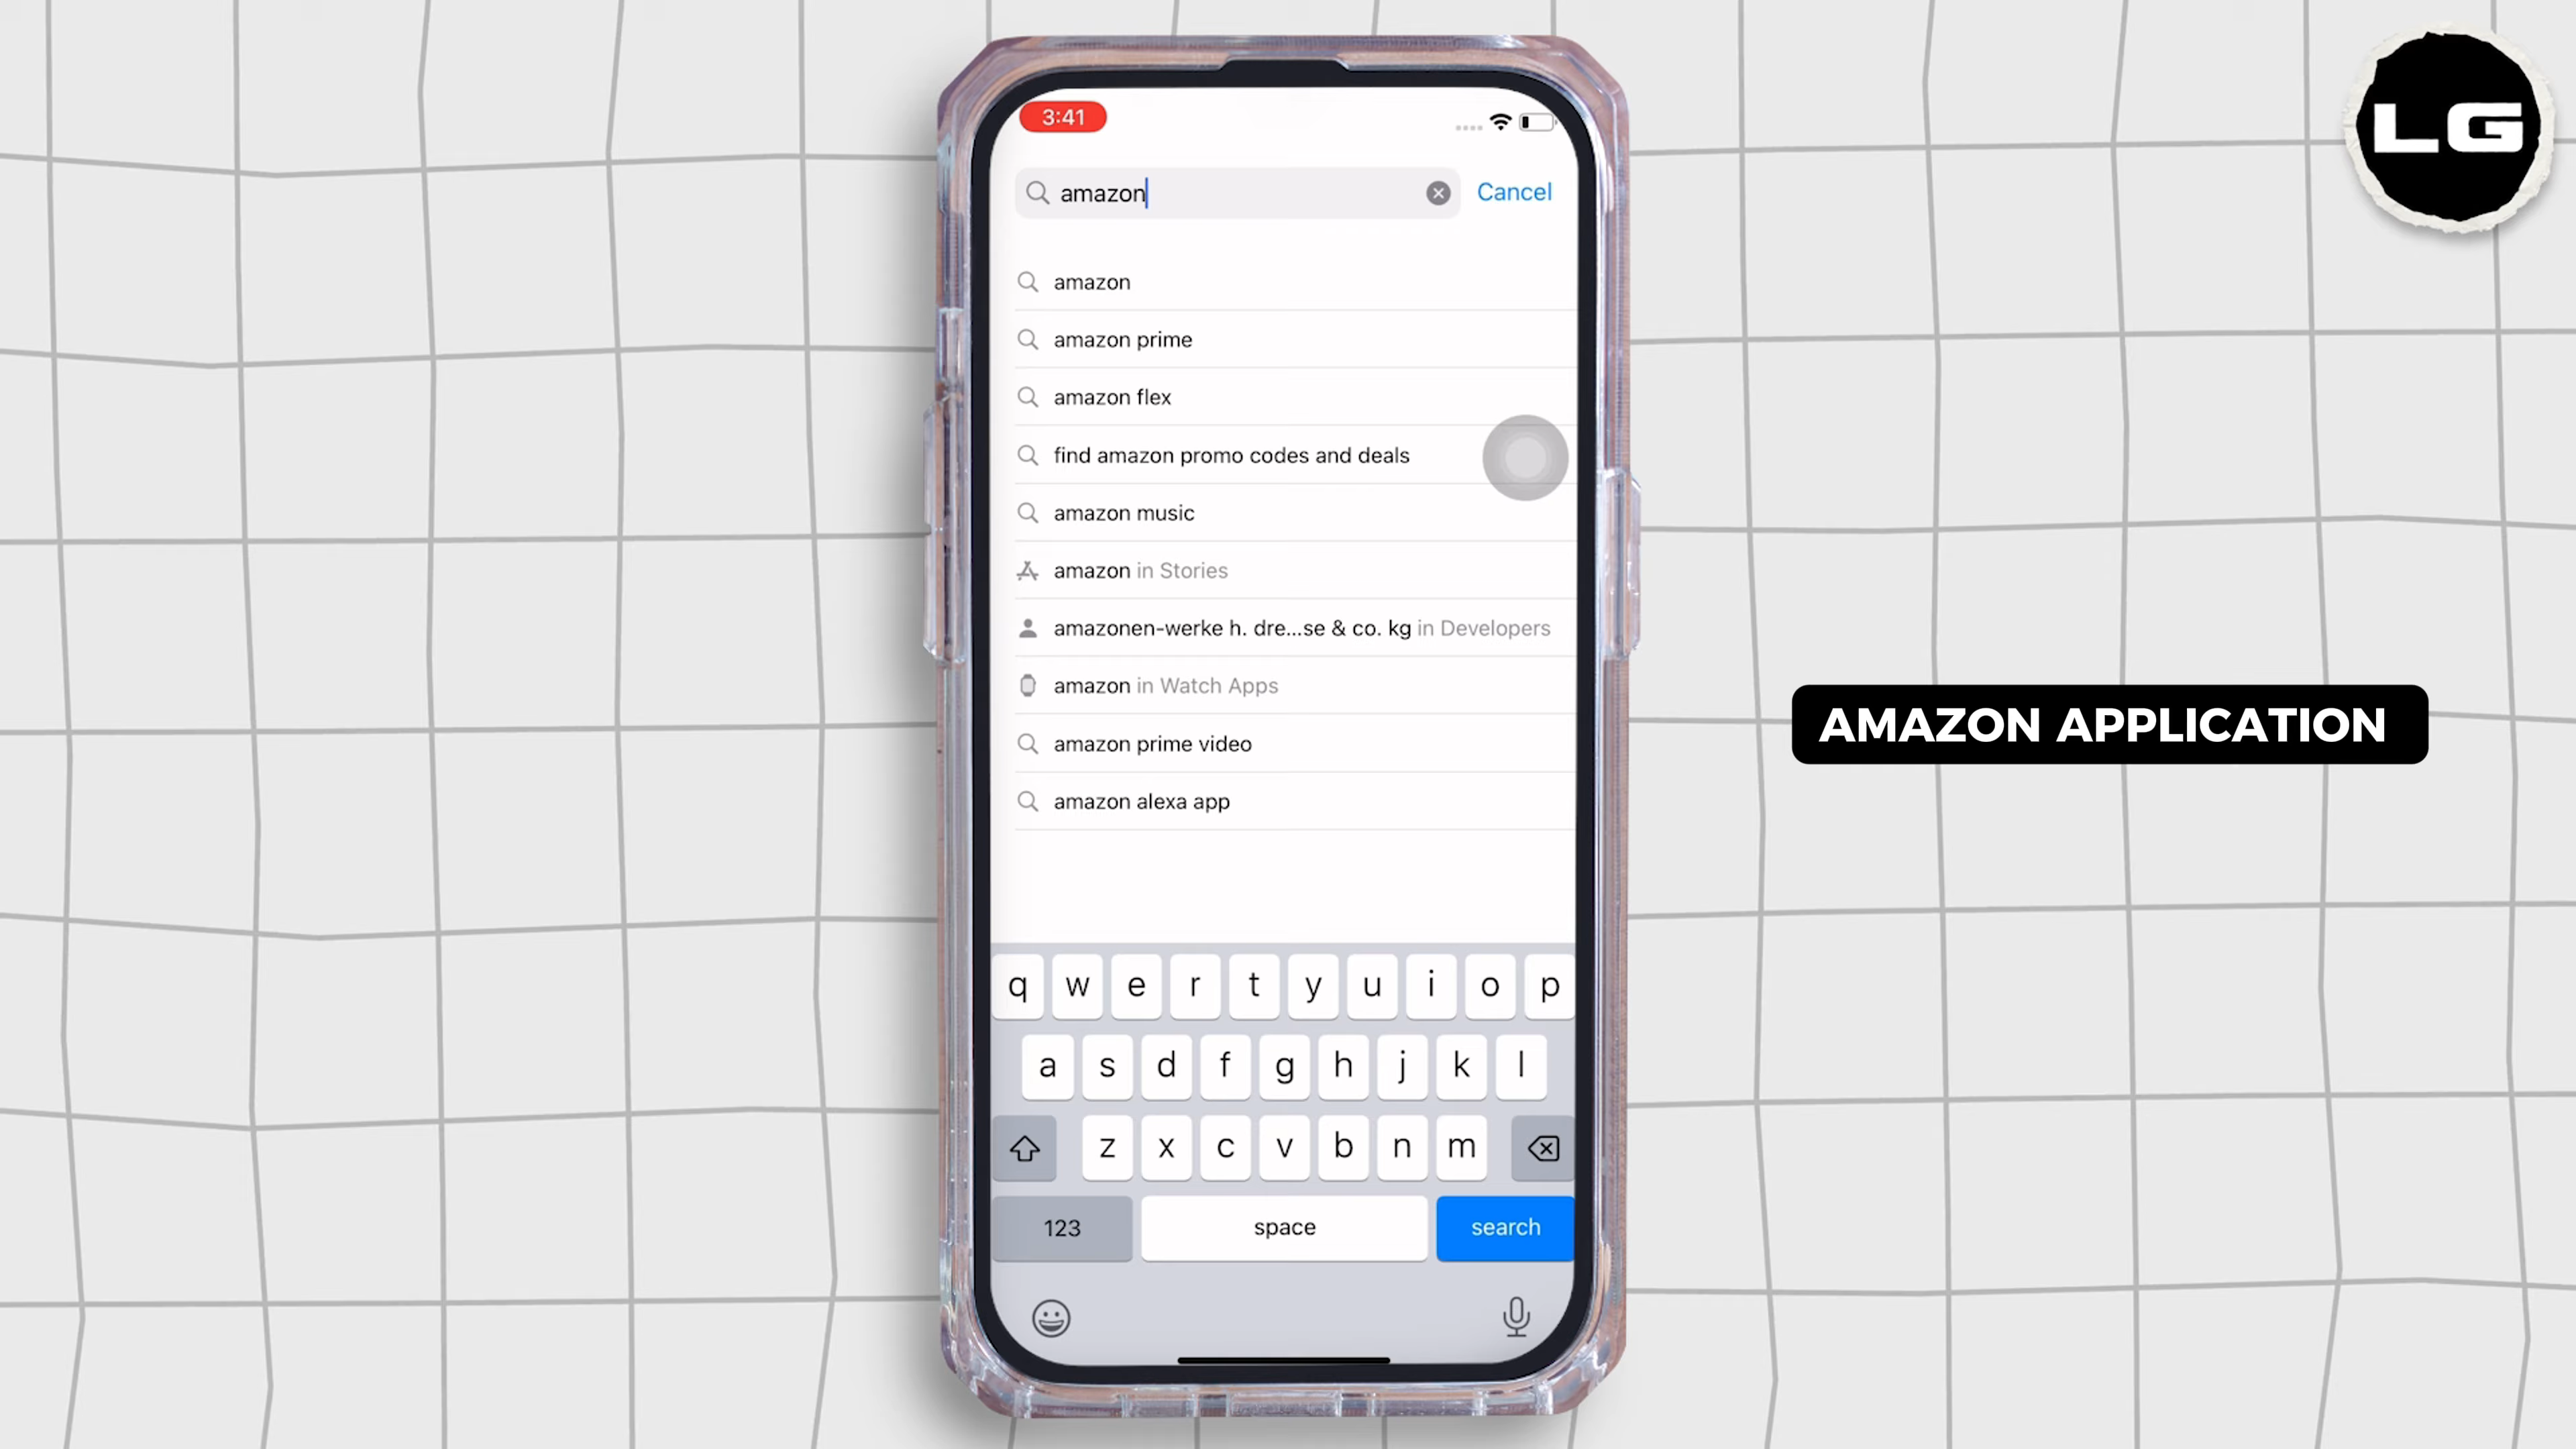 LG
3:41
amazon
Cancel
amazon
amazon prime
amazon flex
find amazon promo codes and deals
amazon music
amazon in Stories
amazonen-werke h. dre...se & co. kg in Developers
amazon in Watch Apps
amazon prime video
amazon alexa app
AMAZON APPLICATION
q w e r t y u i o p
a s d f g h j k l
z x c v b n m
123 space search